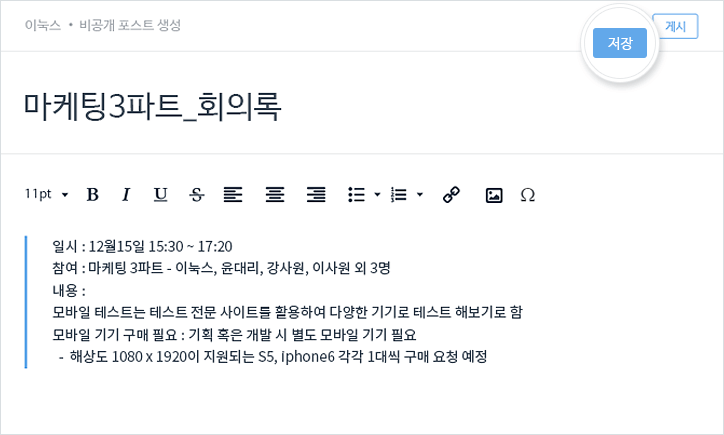 이눅스 • 비공개 포스트 생성
저장
게시
마케팅3파트_회의록
11pt B I U S Ω
일시 : 12월15일 15:30 ~ 17:20
참여 : 마케팅 3파트 - 이눅스, 윤대리, 강사원, 이사원 외 3명
내용 :
모바일 테스트는 테스트 전문 사이트를 활용하여 다양한 기기로 테스트 해보기로 함
모바일 기기 구매 필요 : 기획 혹은 개발 시 별도 모바일 기기 필요
- 해상도 1080 x 1920이 지원되는 S5, iphone6 각각 1대씩 구매 요청 예정